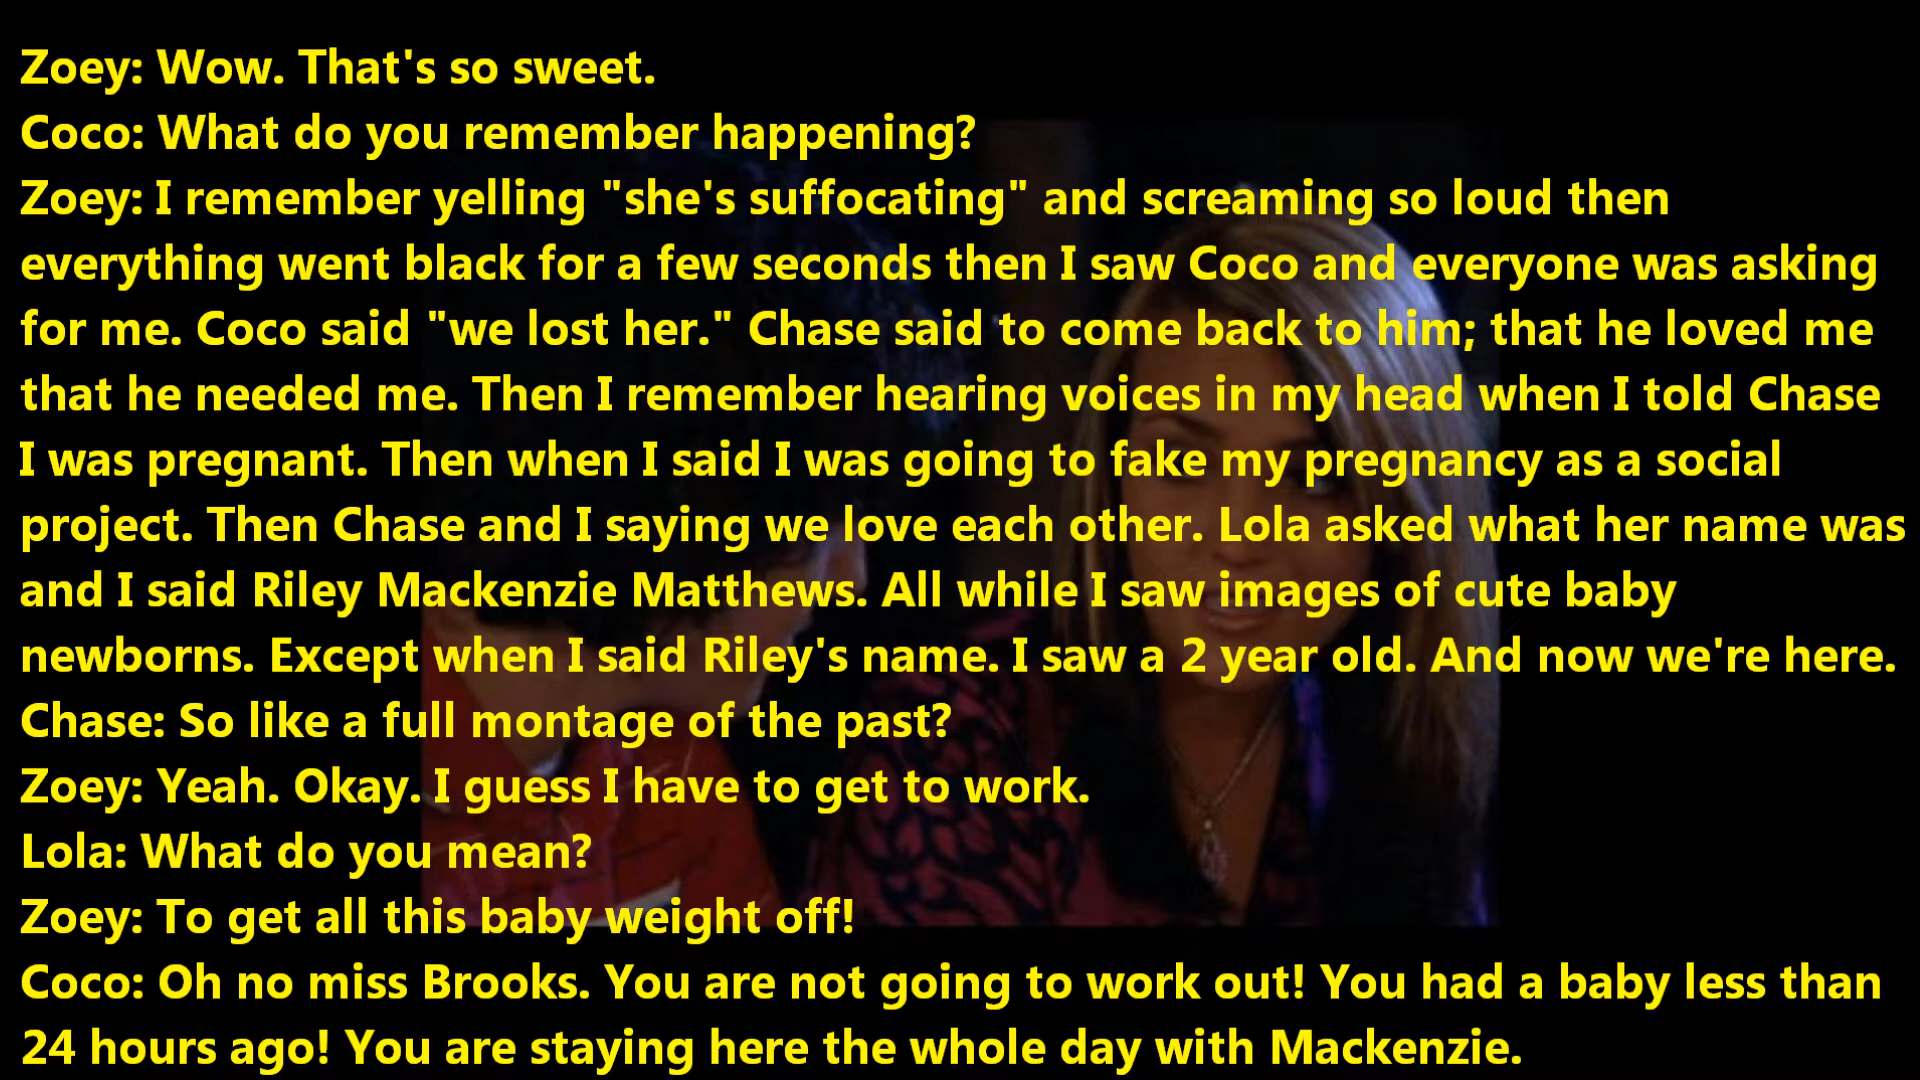 Zoey: Wow. That's so sweet.
Coco: What do you remember happening?
Zoey: I remember yelling "she's suffocating" and screaming so loud then
everything went black for a few seconds then I saw Coco and everyone was asking
for me. Coco said "we lost her." Chase said to come back to him; that he loved me
that he needed me. Then I remember hearing voices in my head when I told Chase
I was pregnant. Then when I said I was going to fake my pregnancy as a social
project. Then Chase and I saying we love each other. Lola asked what her name was
and I said Riley Mackenzie Matthews. All while I saw images of cute baby
newborns. Except when I said Riley's name. I saw a 2 year old. And now we're here.
Chase: So like a full montage of the past?
Zoey: Yeah. Okay. I guess I have to get to work.
Lola: What do you mean?
Zoey: To get all this baby weight off!
Coco: Oh no miss Brooks. You are not going to work out! You had a baby less than
24 hours ago! You are staying here the whole day with Mackenzie.